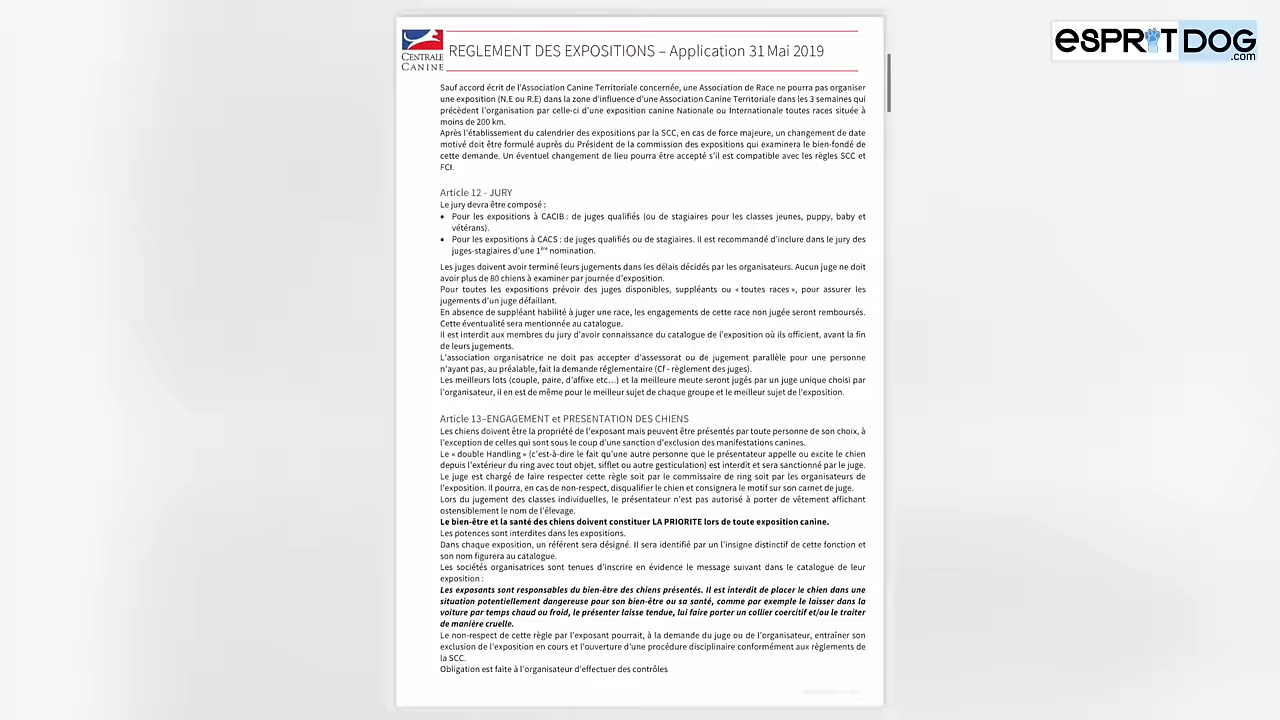 ESPRIT DOG
.com
CENTRALE
CANINE
REGLEMENT DES EXPOSITIONS – Application 31 Mai 2019
Sauf accord écrit de l'Association Canine Territoriale concernée, une Association de Race ne pourra pas organiser
une exposition (N.E ou R.E) dans la zone d'influence d'une Association Canine Territoriale dans les 3 semaines qui
précèdent l'organisation par celle-ci d'une exposition canine Nationale ou Internationale toutes races située à
moins de 200 km.
Après l'établissement du calendrier des expositions par la SCC, en cas de force majeure, un changement de date
motivé doit être formulé auprès du Président de la commission des expositions qui examinera le bien-fondé de
cette demande. Un éventuel changement de lieu pourra être accepté s'il est compatible avec les règles SCC et
FCI.
Article 12 - JURY
Le jury devra être composé :
• Pour les expositions à CACIB : de juges qualifiés (ou de stagiaires pour les classes jeunes, puppy, baby et
vétérans).
• Pour les expositions à CACS : de juges qualifiés ou de stagiaires. Il est recommandé d'inclure dans le jury des
juges-stagiaires d'une 1ère nomination.
Les juges doivent avoir terminé leurs jugements dans les délais décidés par les organisateurs. Aucun juge ne doit
avoir plus de 80 chiens à examiner par journée d'exposition.
Pour toutes les expositions prévoir des juges disponibles, suppléants ou « toutes races », pour assurer les
jugements d'un juge défaillant.
En absence de suppléant habilité à juger une race, les engagements de cette race non jugée seront remboursés.
Cette éventualité sera mentionnée au catalogue.
Il est interdit aux membres du jury d'avoir connaissance du catalogue de l'exposition où ils officient, avant la fin
de leurs jugements.
L'association organisatrice ne doit pas accepter d'assessorat ou de jugement parallèle pour une personne
n'ayant pas, au préalable, fait la demande réglementaire (Cf - règlement des juges).
Les meilleurs lots (couple, paire, d'affixe etc...) et la meilleure meute seront jugés par un juge unique choisi par
l'organisateur, il en est de même pour le meilleur sujet de chaque groupe et le meilleur sujet de l'exposition.
Article 13–ENGAGEMENT et PRESENTATION DES CHIENS
Les chiens doivent être la propriété de l'exposant mais peuvent être présentés par toute personne de son choix, à
l'exception de celles qui sont sous le coup d'une sanction d'exclusion des manifestations canines.
Le « double Handling » (c'est-à-dire le fait qu'une autre personne que le présentateur appelle ou excite le chien
depuis l'extérieur du ring avec tout objet, sifflet ou autre gesticulation) est interdit et sera sanctionné par le juge.
Le juge est chargé de faire respecter cette règle soit par le commissaire de ring soit par les organisateurs de
l'exposition. Il pourra, en cas de non-respect, disqualifier le chien et consignera le motif sur son carnet de juge.
Lors du jugement des classes individuelles, le présentateur n'est pas autorisé à porter de vêtement affichant
ostensiblement le nom de l'élevage.
Le bien-être et la santé des chiens doivent constituer LA PRIORITE lors de toute exposition canine.
Les potences sont interdites dans les expositions.
Dans chaque exposition, un référent sera désigné. Il sera identifié par un l'insigne distinctif de cette fonction et
son nom figurera au catalogue.
Les sociétés organisatrices sont tenues d'inscrire en évidence le message suivant dans le catalogue de leur
exposition :
Les exposants sont responsables du bien-être des chiens présentés. Il est interdit de placer le chien dans une
situation potentiellement dangereuse pour son bien-être ou sa santé, comme par exemple le laisser dans la
voiture par temps chaud ou froid, le présenter laisse tendue, lui faire porter un collier coercitif et/ou le traiter
de manière cruelle.
Le non-respect de cette règle par l'exposant pourrait, à la demande du juge ou de l'organisateur, entraîner son
exclusion de l'exposition en cours et l'ouverture d'une procédure disciplinaire conformément aux règlements de
la SCC.
Obligation est faite à l'organisateur d'effectuer des contrôles